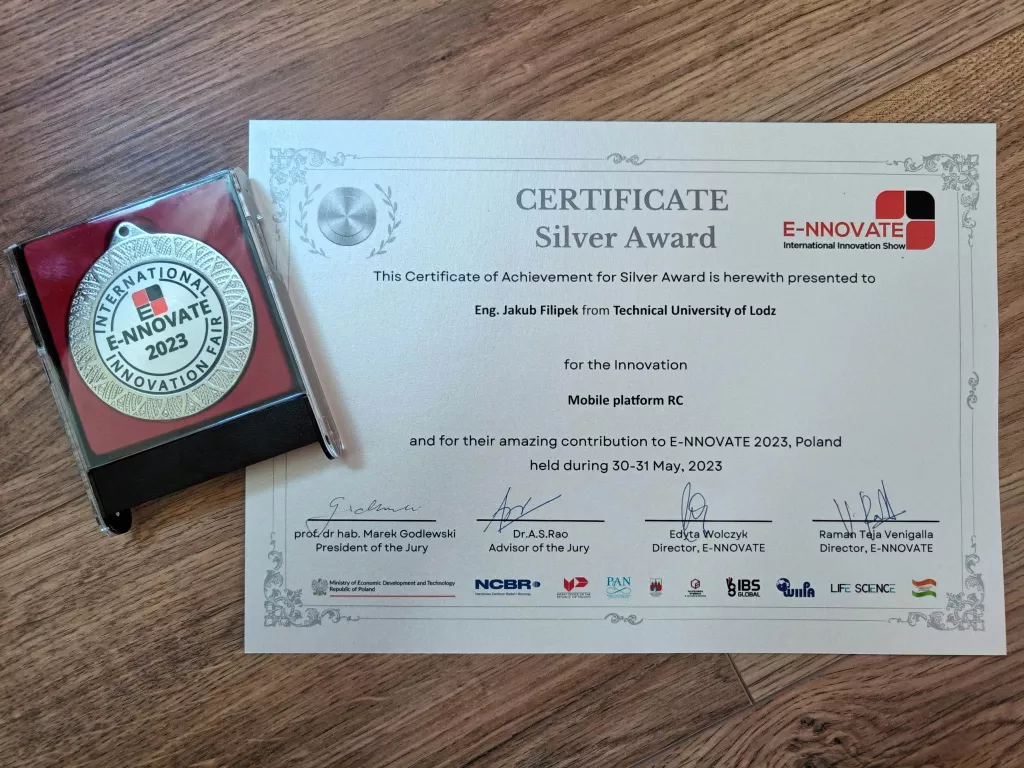 INTERNATIONAL
E-NNOVATE
2023
INNOVATION FAIR
CERTIFICATE
Silver Award
E-NNOVATE
International Innovation Show
This Certificate of Achievement for Silver Award is herewith presented to
Eng. Jakub Filipek from Technical University of Lodz
for the Innovation
Mobile platform RC
and for their amazing contribution to E-NNOVATE 2023, Poland
held during 30-31 May, 2023
prof. dr hab. Marek Godlewski
President of the Jury
Dr.A.S.Rao
Advisor of the Jury
Edyta Wolczyk
Director, E-NNOVATE
Raman Teja Venigalla
Director, E-NNOVATE
Ministry of Economic Development and Technology
Republic of Poland
NCBR
PAN
IBS
GLOBAL
WIIPA
LIFE SCIENCE